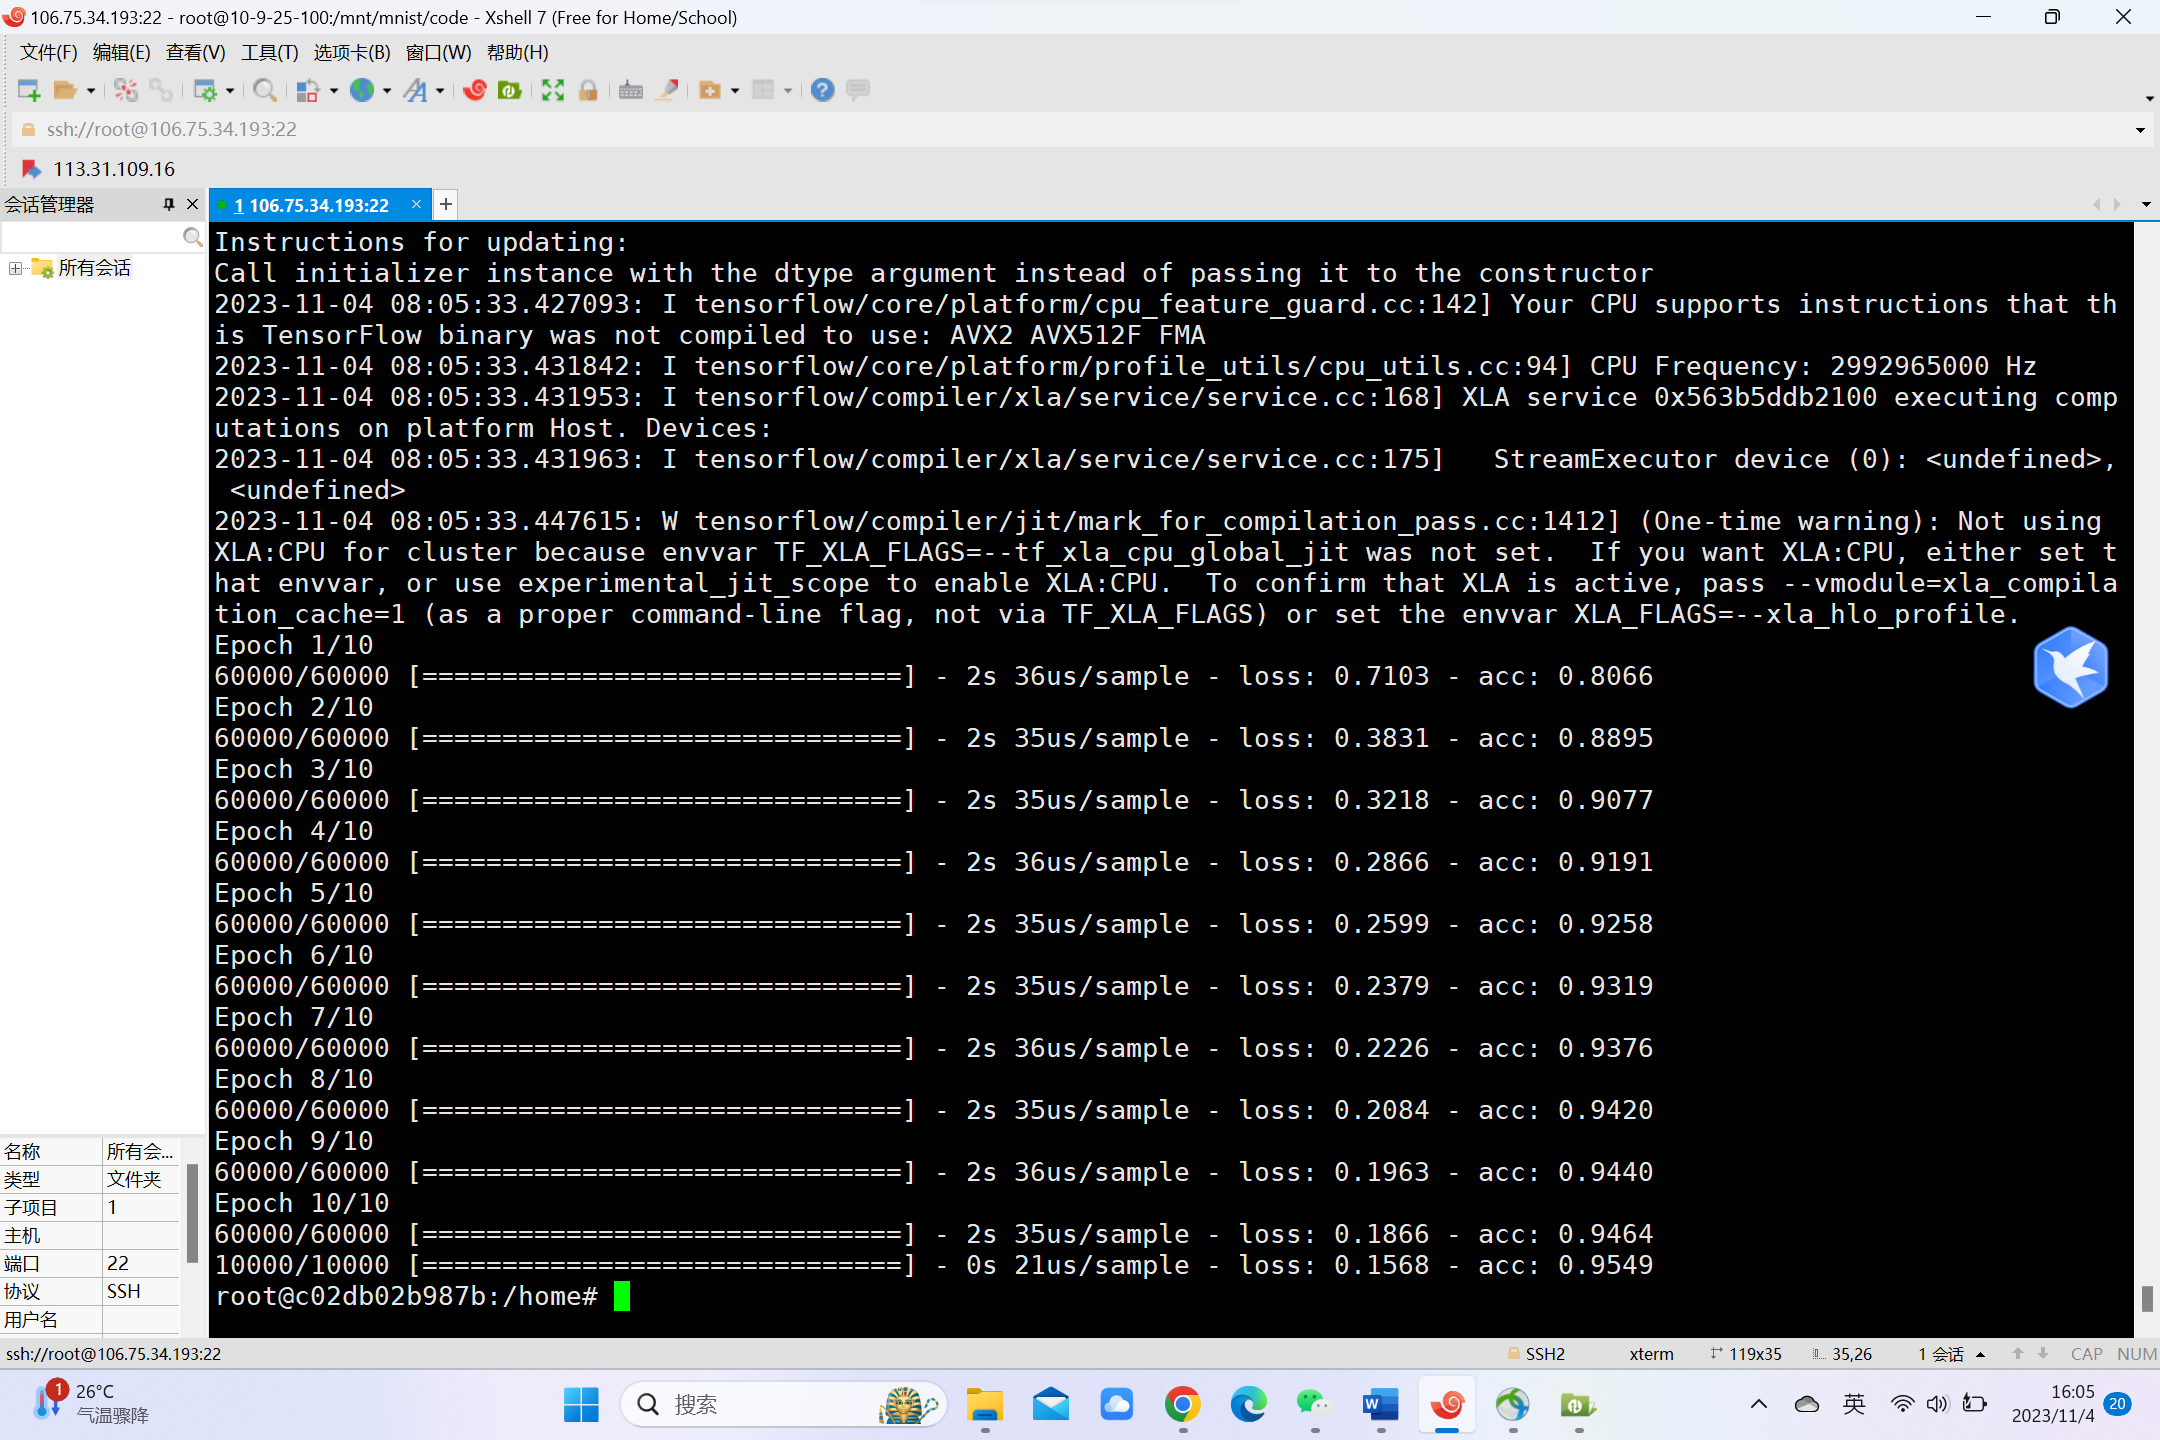 106.75.34.193:22 - root@10-9-25-100:/mnt/mnist/code - Xshell 7 (Free for Home/School)
文件(F) 编辑(E) 查看(V) 工具(T) 选项卡(B) 窗口(W) 帮助(H)
ssh://root@106.75.34.193:22
113.31.109.16
会话管理器
1 106.75.34.193:22
所有会话
Instructions for updating:
Call initializer instance with the dtype argument instead of passing it to the constructor
2023-11-04 08:05:33.427093: I tensorflow/core/platform/cpu_feature_guard.cc:142] Your CPU supports instructions that th
is TensorFlow binary was not compiled to use: AVX2 AVX512F FMA
2023-11-04 08:05:33.431842: I tensorflow/core/platform/profile_utils/cpu_utils.cc:94] CPU Frequency: 2992965000 Hz
2023-11-04 08:05:33.431953: I tensorflow/compiler/xla/service/service.cc:168] XLA service 0x563b5ddb2100 executing comp
utations on platform Host. Devices:
2023-11-04 08:05:33.431963: I tensorflow/compiler/xla/service/service.cc:175]   StreamExecutor device (0): <undefined>,
 <undefined>
2023-11-04 08:05:33.447615: W tensorflow/compiler/jit/mark_for_compilation_pass.cc:1412] (One-time warning): Not using
XLA:CPU for cluster because envvar TF_XLA_FLAGS=--tf_xla_cpu_global_jit was not set.  If you want XLA:CPU, either set t
hat envvar, or use experimental_jit_scope to enable XLA:CPU.  To confirm that XLA is active, pass --vmodule=xla_compila
tion_cache=1 (as a proper command-line flag, not via TF_XLA_FLAGS) or set the envvar XLA_FLAGS=--xla_hlo_profile.
Epoch 1/10
60000/60000 [==============================] - 2s 36us/sample - loss: 0.7103 - acc: 0.8066
Epoch 2/10
60000/60000 [==============================] - 2s 35us/sample - loss: 0.3831 - acc: 0.8895
Epoch 3/10
60000/60000 [==============================] - 2s 35us/sample - loss: 0.3218 - acc: 0.9077
Epoch 4/10
60000/60000 [==============================] - 2s 36us/sample - loss: 0.2866 - acc: 0.9191
Epoch 5/10
60000/60000 [==============================] - 2s 35us/sample - loss: 0.2599 - acc: 0.9258
Epoch 6/10
60000/60000 [==============================] - 2s 35us/sample - loss: 0.2379 - acc: 0.9319
Epoch 7/10
60000/60000 [==============================] - 2s 36us/sample - loss: 0.2226 - acc: 0.9376
Epoch 8/10
60000/60000 [==============================] - 2s 35us/sample - loss: 0.2084 - acc: 0.9420
Epoch 9/10
60000/60000 [==============================] - 2s 36us/sample - loss: 0.1963 - acc: 0.9440
Epoch 10/10
60000/60000 [==============================] - 2s 35us/sample - loss: 0.1866 - acc: 0.9464
10000/10000 [==============================] - 0s 21us/sample - loss: 0.1568 - acc: 0.9549
root@c02db02b987b:/home#
名称 所有会...
类型 文件夹
子项目 1
主机
端口 22
协议 SSH
用户名
ssh://root@106.75.34.193:22 SSH2 xterm 119x35 35,26 1 会话 CAP NUM
1 26°C
气温骤降
搜索
英
16:05
2023/11/4
20